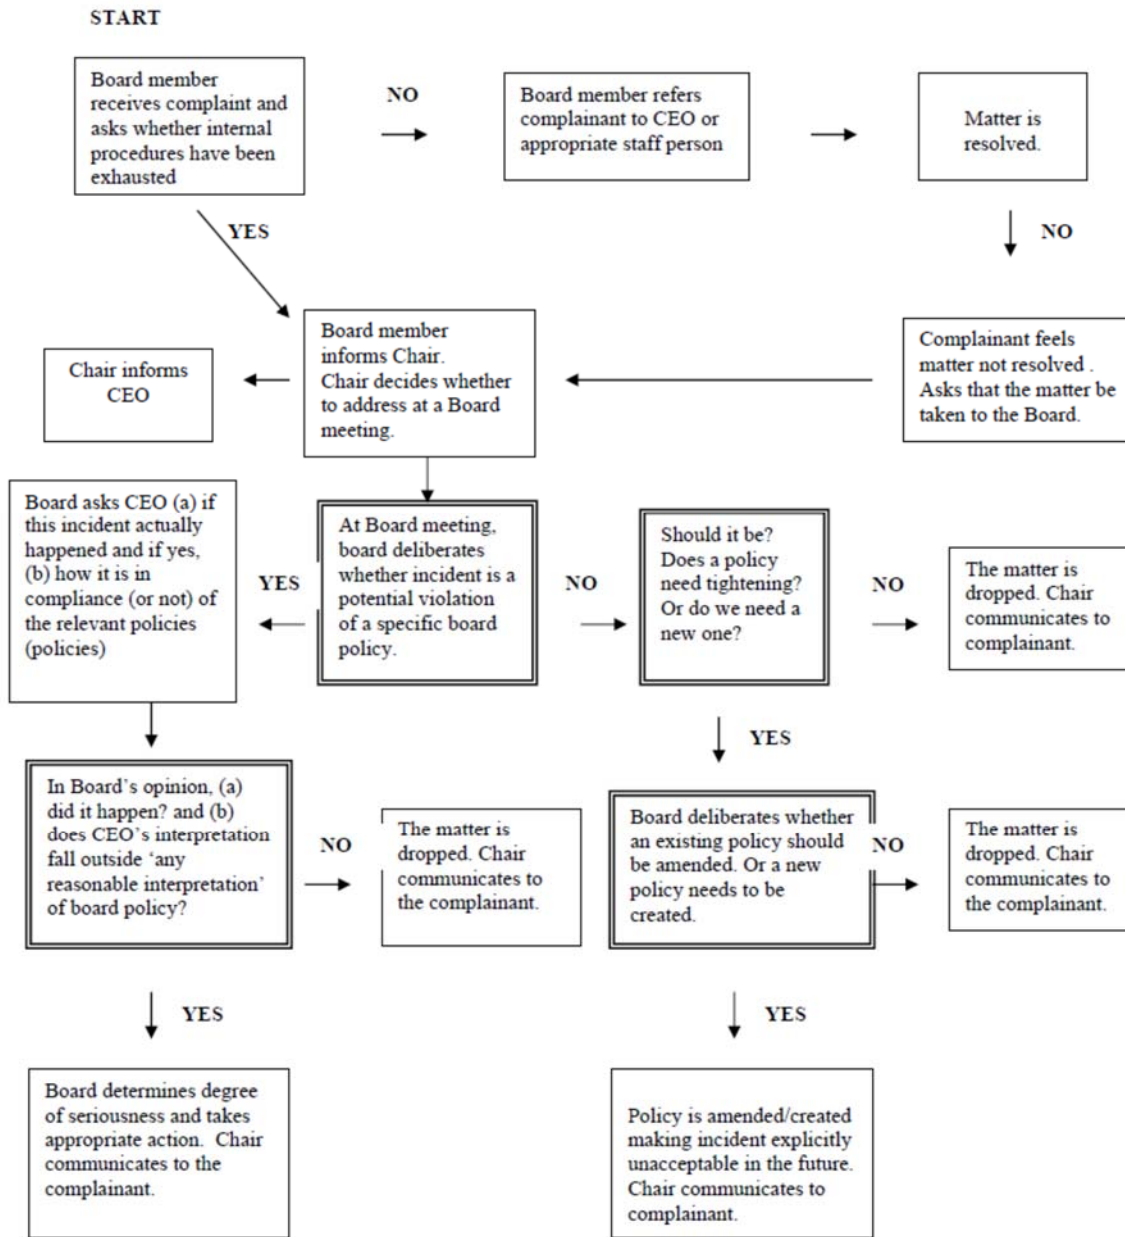 START
Board member
receives complaint and
asks whether internal
procedures have been
exhausted
NO
Board member refers
complainant to CEO or
appropriate staff person
Matter is
resolved.
YES
NO
Chair informs
CEO
Board member
informs Chair.
Chair decides whether
to address at a Board
meeting.
Complainant feels
matter not resolved .
Asks that the matter be
taken to the Board.
Board asks CEO (a) if
this incident actually
happened and if yes,
(b) how it is in
compliance (or not) of
the relevant policies
(policies)
YES
At Board meeting,
board deliberates
whether incident is a
potential violation
of a specific board
policy.
NO
Should it be?
Does a policy
need tightening?
Or do we need a
new one?
NO
The matter is
dropped. Chair
communicates to
complainant.
YES
In Board's opinion, (a)
did it happen? and (b)
does CEO's interpretation
fall outside 'any
reasonable interpretation'
of board policy?
NO
The matter is
dropped. Chair
communicates to
the complainant.
Board deliberates whether
an existing policy should
be amended. Or a new
policy needs to be
created.
NO
The matter is
dropped. Chair
communicates to
the complainant.
YES
YES
Board determines degree
of seriousness and takes
appropriate action. Chair
communicates to the
complainant.
Policy is amended/created
making incident explicitly
unacceptable in the future.
Chair communicates to
complainant.